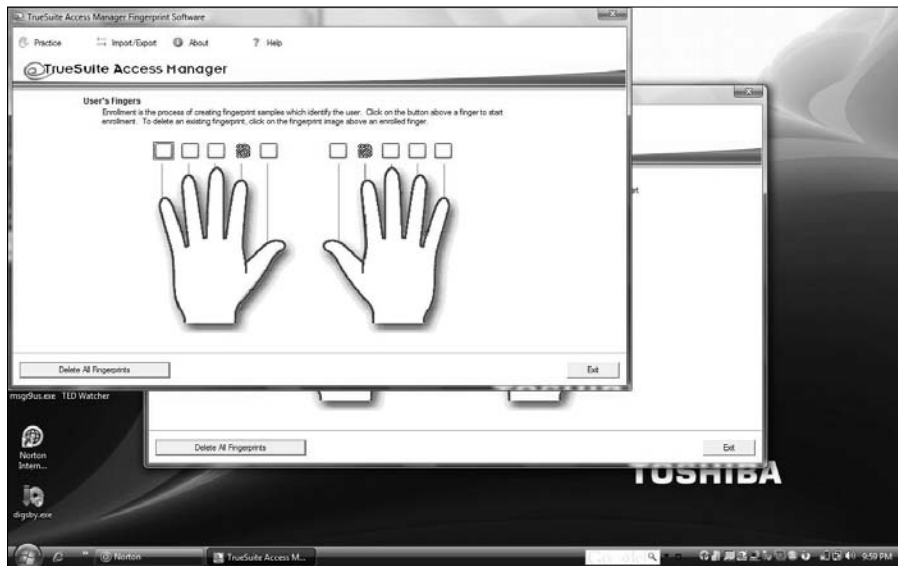 TrueSuite Access Manager Fingerprint Software
Practice Import/Export About ? Help
TrueSuite Access Manager
User's Fingers
Enrollment is the process of creating fingerprint samples which identify the user. Click on the button above a finger to start
enrollment. To delete an existing fingerprint, click on the fingerprint image above an enrolled finger.
Delete All Fingerprints Exit
msgr9us.exe TED Watcher
Norton
Intern...
Delete All Fingerprints Exit
TOSHIBA
digsby.exe
Norton TrueSuite Access M... 9:59 PM